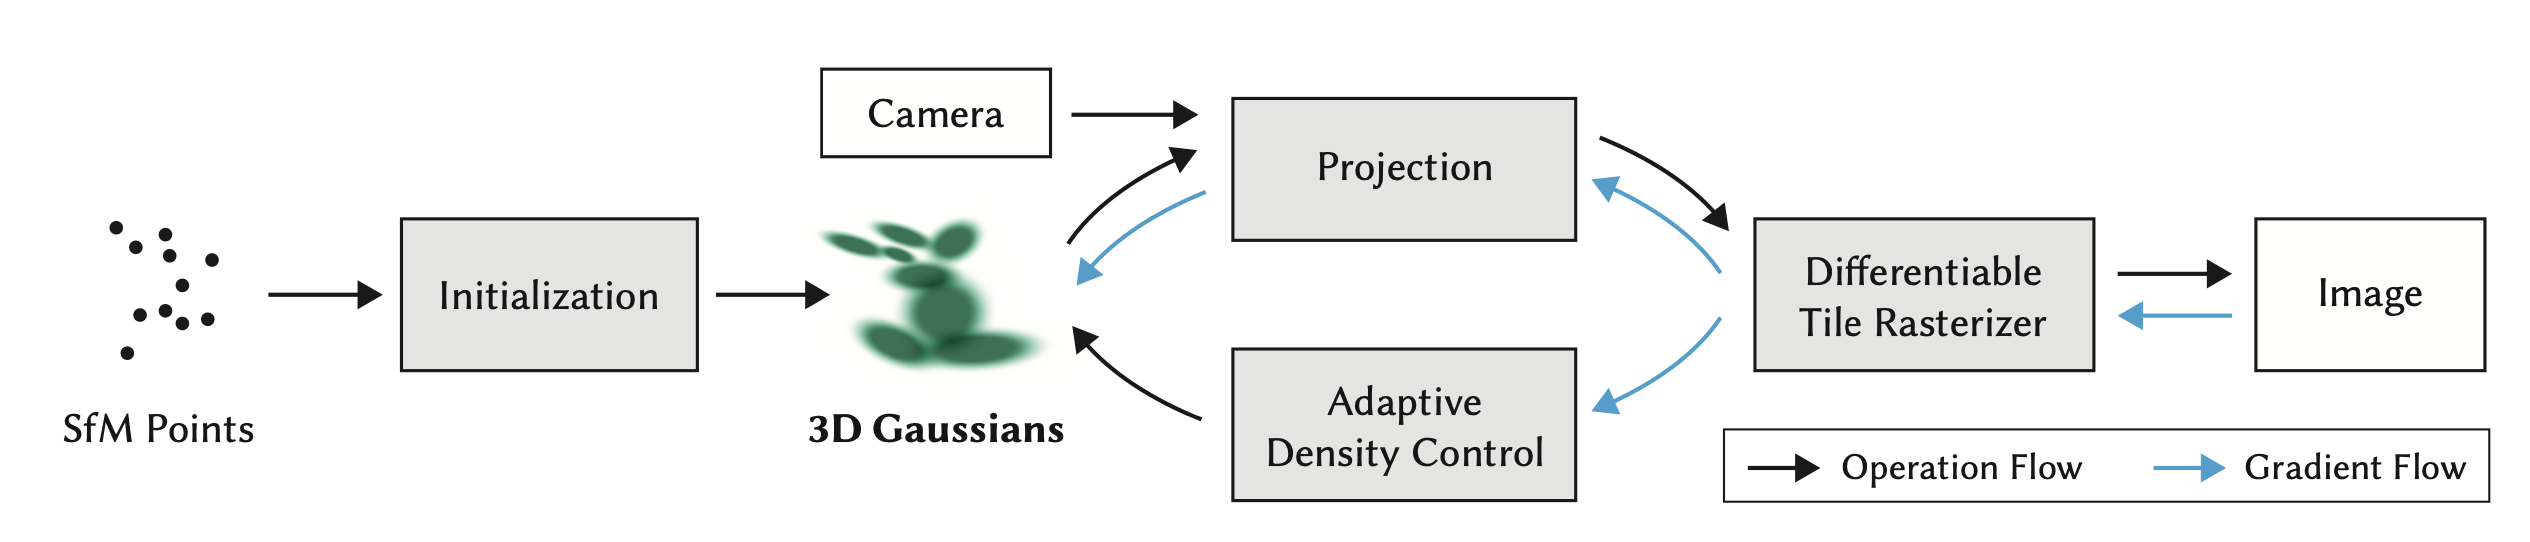 Camera
Projection
Initialization
Differentiable
Tile Rasterizer
Image
SfM Points
3D Gaussians
Adaptive
Density Control
Operation Flow
Gradient Flow